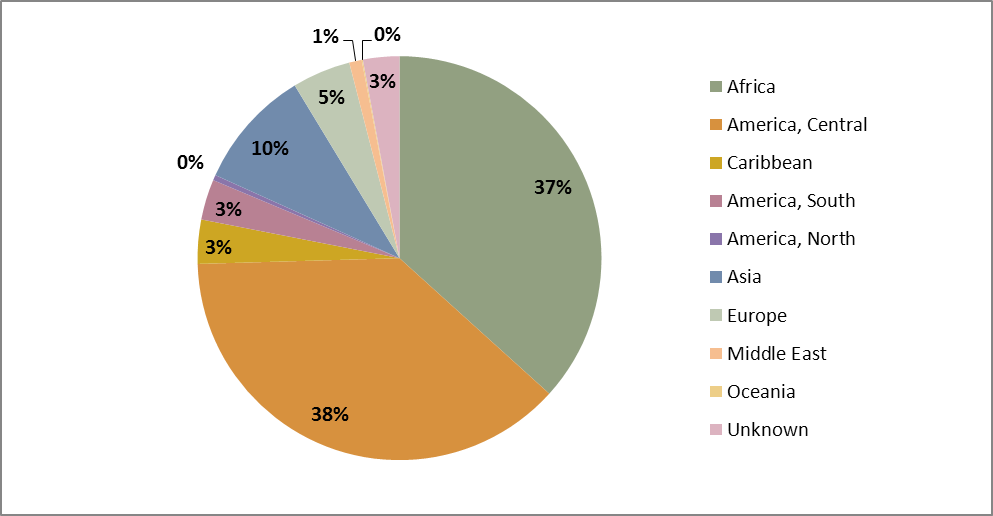 1%
0%
3%
5%
10%
37%
0%
3%
3%
38%
Africa
America, Central
Caribbean
America, South
America, North
Asia
Europe
Middle East
Oceania
Unknown